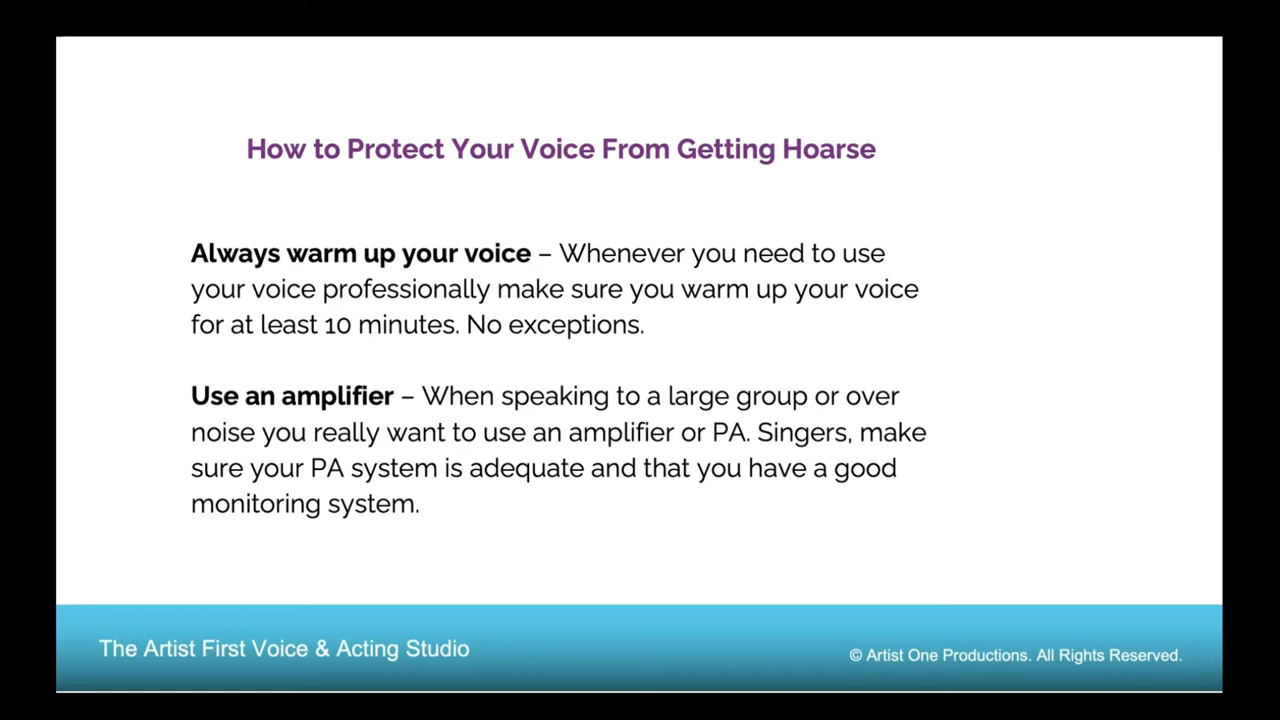 How to Protect Your Voice From Getting Hoarse
Always warm up your voice – Whenever you need to use
your voice professionally make sure you warm up your voice
for at least 10 minutes. No exceptions.
Use an amplifier – When speaking to a large group or over
noise you really want to use an amplifier or PA. Singers, make
sure your PA system is adequate and that you have a good
monitoring system.
The Artist First Voice & Acting Studio
© Artist One Productions. All Rights Reserved.